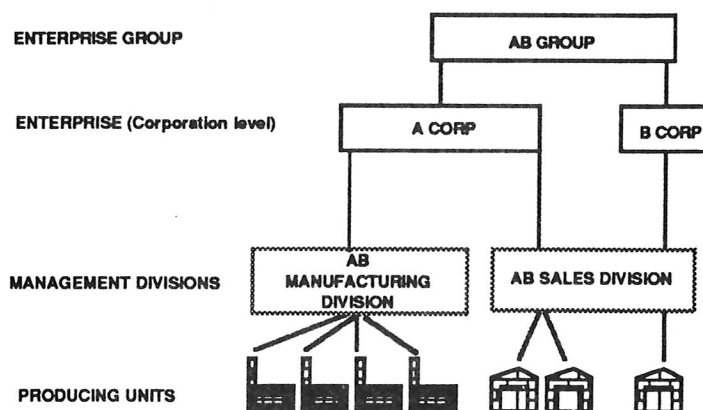 ENTERPRISE GROUP
AB GROUP
ENTERPRISE (Corporation level)
A CORP
B CORP
MANAGEMENT DIVISIONS
AB
MANUFACTURING
DIVISION
AB SALES DIVISION
PRODUCING UNITS